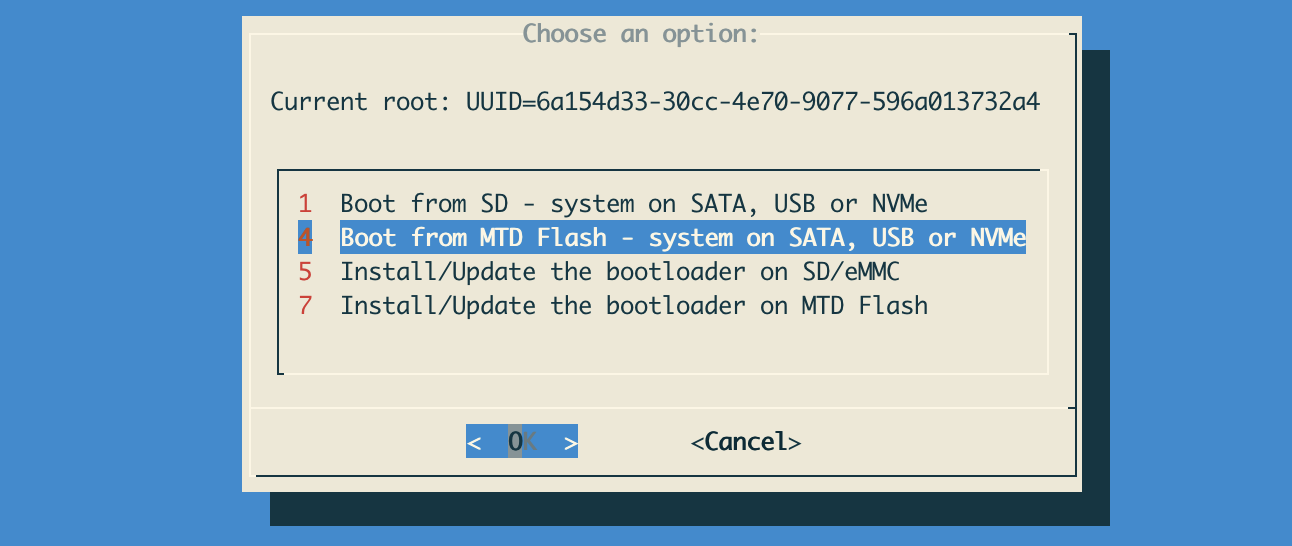 Choose an option:
Current root: UUID=6a154d33-30cc-4e70-9077-596a013732a4
1 Boot from SD - system on SATA, USB or NVMe
4 Boot from MTD Flash - system on SATA, USB or NVMe
5 Install/Update the bootloader on SD/eMMC
7 Install/Update the bootloader on MTD Flash
< OK > <Cancel>